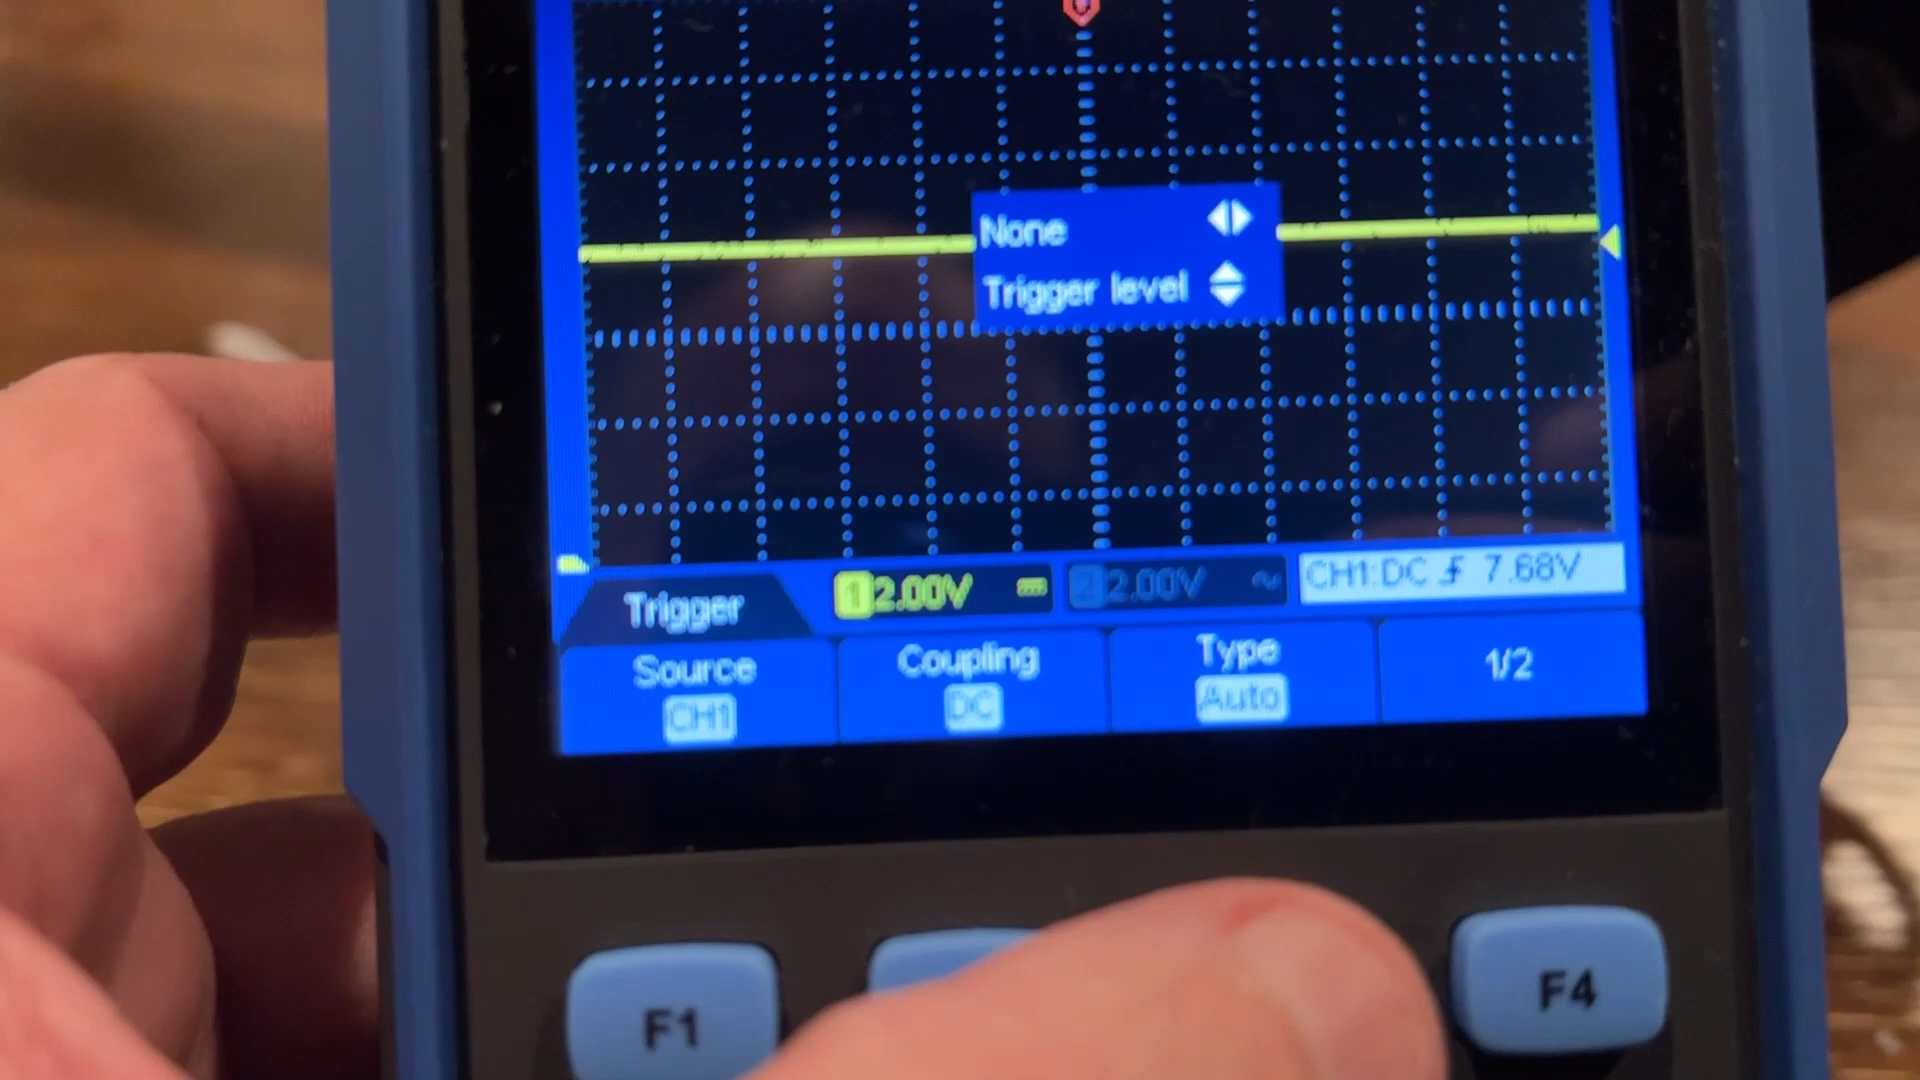 None
Trigger level
Trigger
1 2.00V
2 2.00V
CH1:DC 7.68V
Source
CH1
Coupling
DC
Type
Auto
1/2
F1
F4